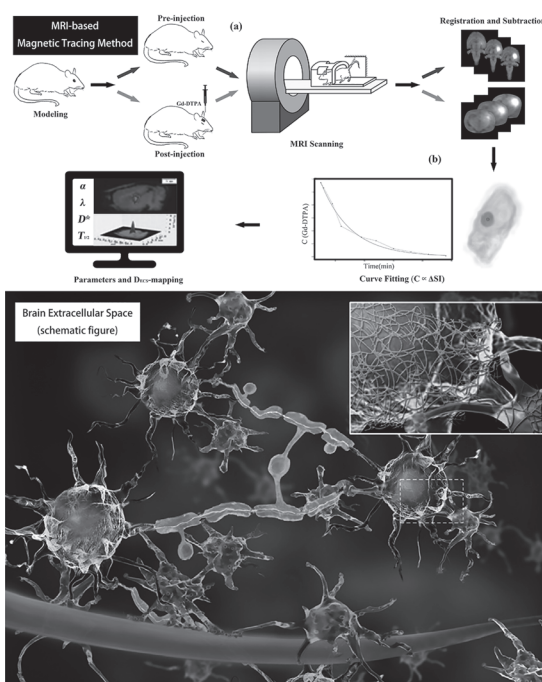 MRI-based
Magnetic Tracing Method
Pre-injection
(a)
Registration and Subtraction
Gd-DTPA
Modeling
Post-injection
MRI Scanning
(b)
α
λ
D*
T1/2
C (Gd-DTPA)
Time(min)
Parameters and DECS-mapping
Curve Fitting (C ∝ ΔSI)
Brain Extracellular Space
(schematic figure)